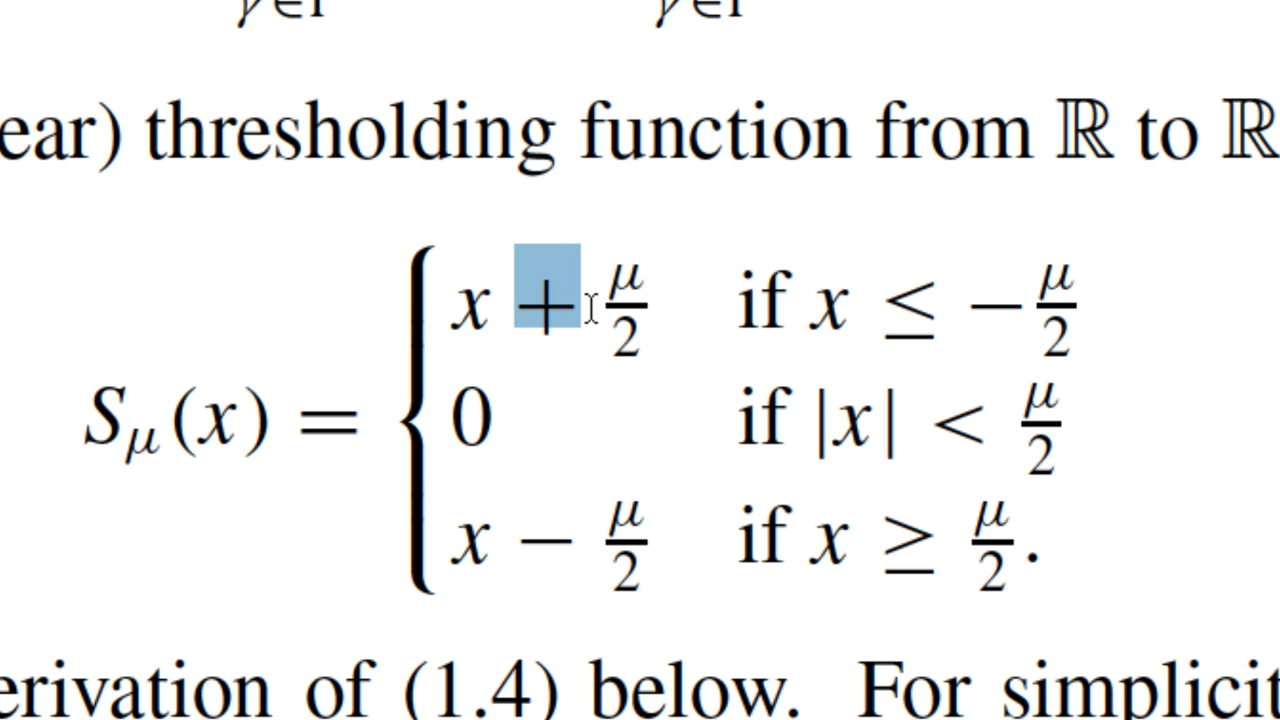 γ∈Γ γ∈Γ
ear) thresholding function from ℝ to ℝ
x + μ/2 if x ≤ −μ/2
S_μ(x) = { 0 if |x| < μ/2
x − μ/2 if x ≥ μ/2.
erivation of (1.4) below. For simplicit